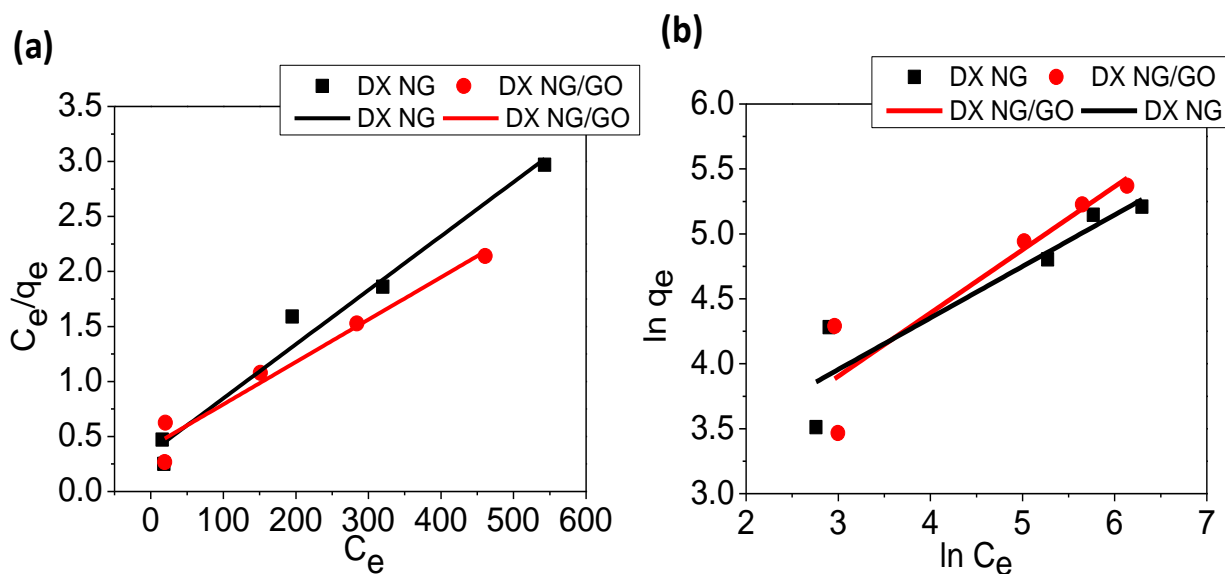 (a)
DX NG DX NG/GO
DX NG DX NG/GO
3.5
3.0
2.5
2.0
1.5
1.0
0.5
0.0
Ce/qe
0 100 200 300 400 500 600
Ce
(b)
DX NG DX NG/GO
DX NG/GO DX NG
6.0
5.5
5.0
4.5
4.0
3.5
3.0
ln qe
2 3 4 5 6 7
ln Ce